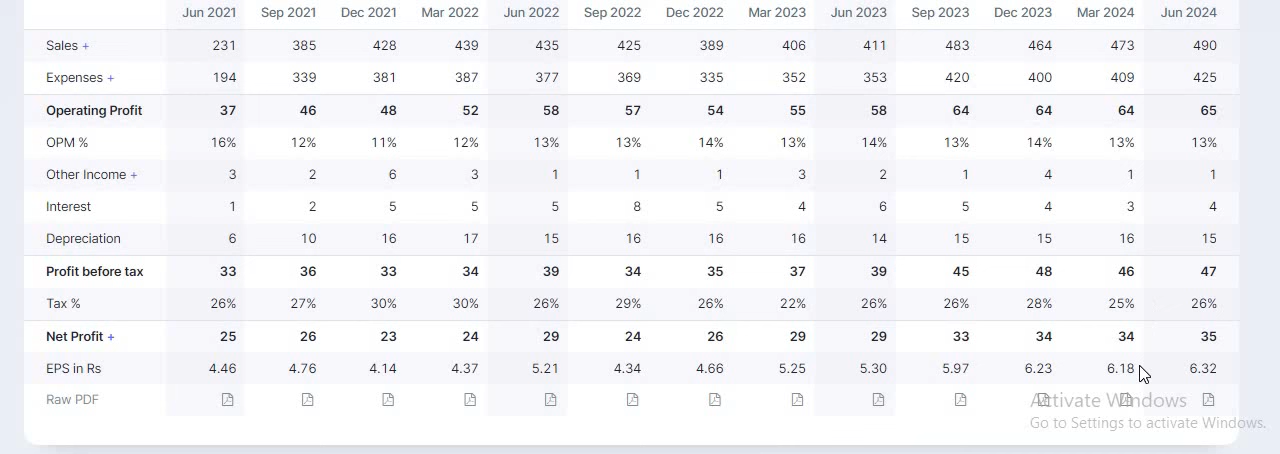 Jun 2021 Sep 2021 Dec 2021 Mar 2022 Jun 2022 Sep 2022 Dec 2022 Mar 2023 Jun 2023 Sep 2023 Dec 2023 Mar 2024 Jun 2024
Sales + 231 385 428 439 435 425 389 406 411 483 464 473 490
Expenses + 194 339 381 387 377 369 335 352 353 420 400 409 425
Operating Profit 37 46 48 52 58 57 54 55 58 64 64 64 65
OPM % 16% 12% 11% 12% 13% 13% 14% 13% 14% 13% 14% 13% 13%
Other Income + 3 2 6 3 1 1 1 3 2 1 4 1 1
Interest 1 2 5 5 5 8 5 4 6 5 4 3 4
Depreciation 6 10 16 17 15 16 16 16 14 15 15 16 15
Profit before tax 33 36 33 34 39 34 35 37 39 45 48 46 47
Tax % 26% 27% 30% 30% 26% 29% 26% 22% 26% 26% 28% 25% 26%
Net Profit + 25 26 23 24 29 24 26 29 29 33 34 34 35
EPS in Rs 4.46 4.76 4.14 4.37 5.21 4.34 4.66 5.25 5.30 5.97 6.23 6.18 6.32
Raw PDF
Activate Windows
Go to Settings to activate Windows.